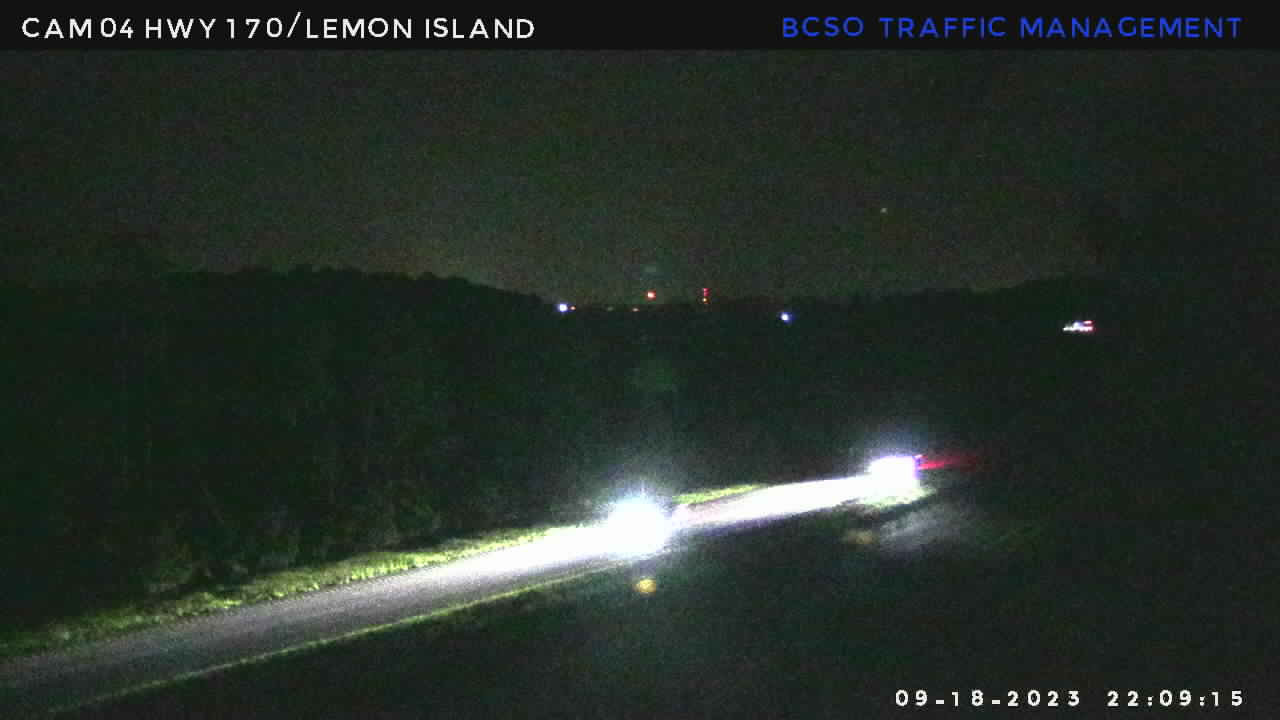 CAM 04 HWY 170/LEMON ISLAND
BCSO TRAFFIC MANAGEMENT
09-18-2023 22:09:15